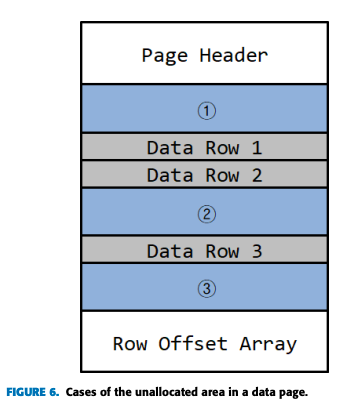 Page Header
①
Data Row 1
Data Row 2
②
Data Row 3
③
Row Offset Array
FIGURE 6. Cases of the unallocated area in a data page.